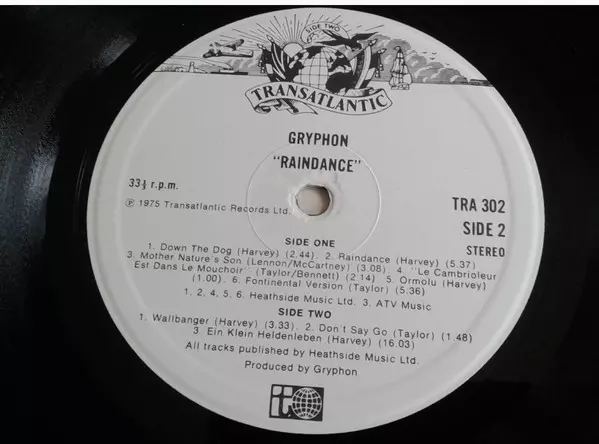 SIDE TWO
TRANSATLANTIC
GRYPHON
"RAINDANCE"
33⅓ r.p.m.
TRA 302
℗ 1975 Transatlantic Records Ltd.
SIDE 2
STEREO
SIDE ONE
1. Down The Dog (Harvey) (2.44). 2. Raindance (Harvey) (5.37)
3. Mother Nature's Son (Lennon/McCartney) (3.08). 4. "Le Cambrioleur
Est Dans Le Mouchoir" (Taylor/Bennett) (2.14) 5. Ormolu (Harvey)
(1.00). 6. Fontinental Version (Taylor) (5.36)
1, 2, 4, 5, 6. Heathside Music Ltd. 3. ATV Music
SIDE TWO
1. Wallbanger (Harvey) (3.33). 2. Don't Say Go (Taylor) (1.48)
3. Ein Klein Heldenleben (Harvey) (16.03)
All tracks published by Heathside Music Ltd.
Produced by Gryphon